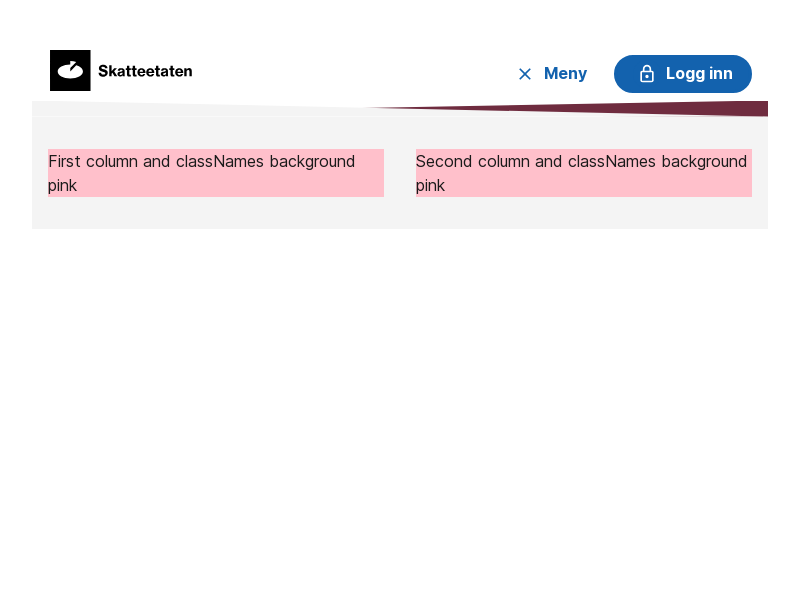 Skatteetaten
Meny
Logg inn
First column and classNames background
pink
Second column and classNames background
pink